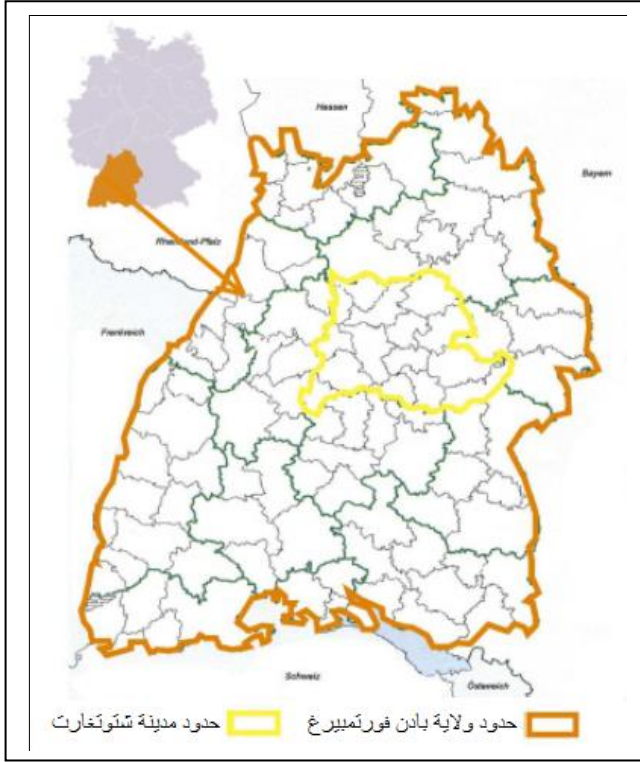 Hessen
Bayern
Rheinland-Pfalz
Frankreich
Schweiz
Österreich
حدود ولاية بادن فورتمبيرغ
حدود مدينة شتوتغارت